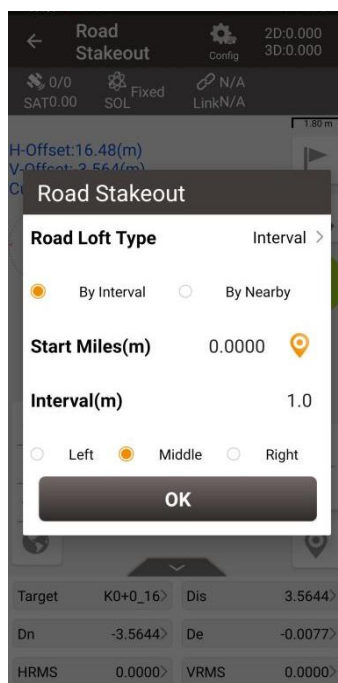 Road Stakeout
Config
2D:0.000
3D:0.000
0/0
SAT0.00
Fixed
SOL
N/A
LinkN/A
1.80 m
H-Offset:16.48(m)
V-Offset:-3.564(m)
Road Stakeout
Road Loft Type
Interval >
By Interval
By Nearby
Start Miles(m)
0.0000
Interval(m)
1.0
Left
Middle
Right
OK
Target K0+0_16>
Dis 3.5644>
Dn -3.5644>
De -0.0077>
HRMS 0.0000>
VRMS 0.0000>